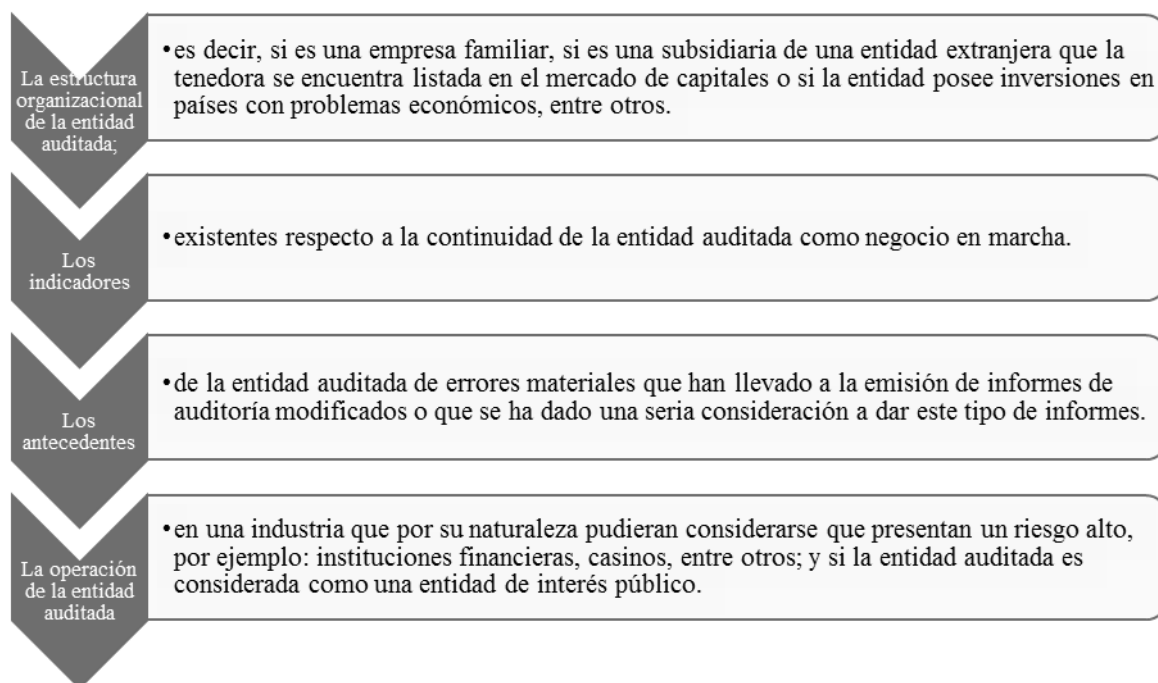 La estructura
organizacional
de la entidad
auditada;
•es decir, si es una empresa familiar, si es una subsidiaria de una entidad extranjera que la
tenedora se encuentra listada en el mercado de capitales o si la entidad posee inversiones en
países con problemas económicos, entre otros.
Los
indicadores
•existentes respecto a la continuidad de la entidad auditada como negocio en marcha.
Los
antecedentes
•de la entidad auditada de errores materiales que han llevado a la emisión de informes de
auditoría modificados o que se ha dado una seria consideración a dar este tipo de informes.
La operación
de la entidad
auditada
•en una industria que por su naturaleza pudieran considerarse que presentan un riesgo alto,
por ejemplo: instituciones financieras, casinos, entre otros; y si la entidad auditada es
considerada como una entidad de interés público.